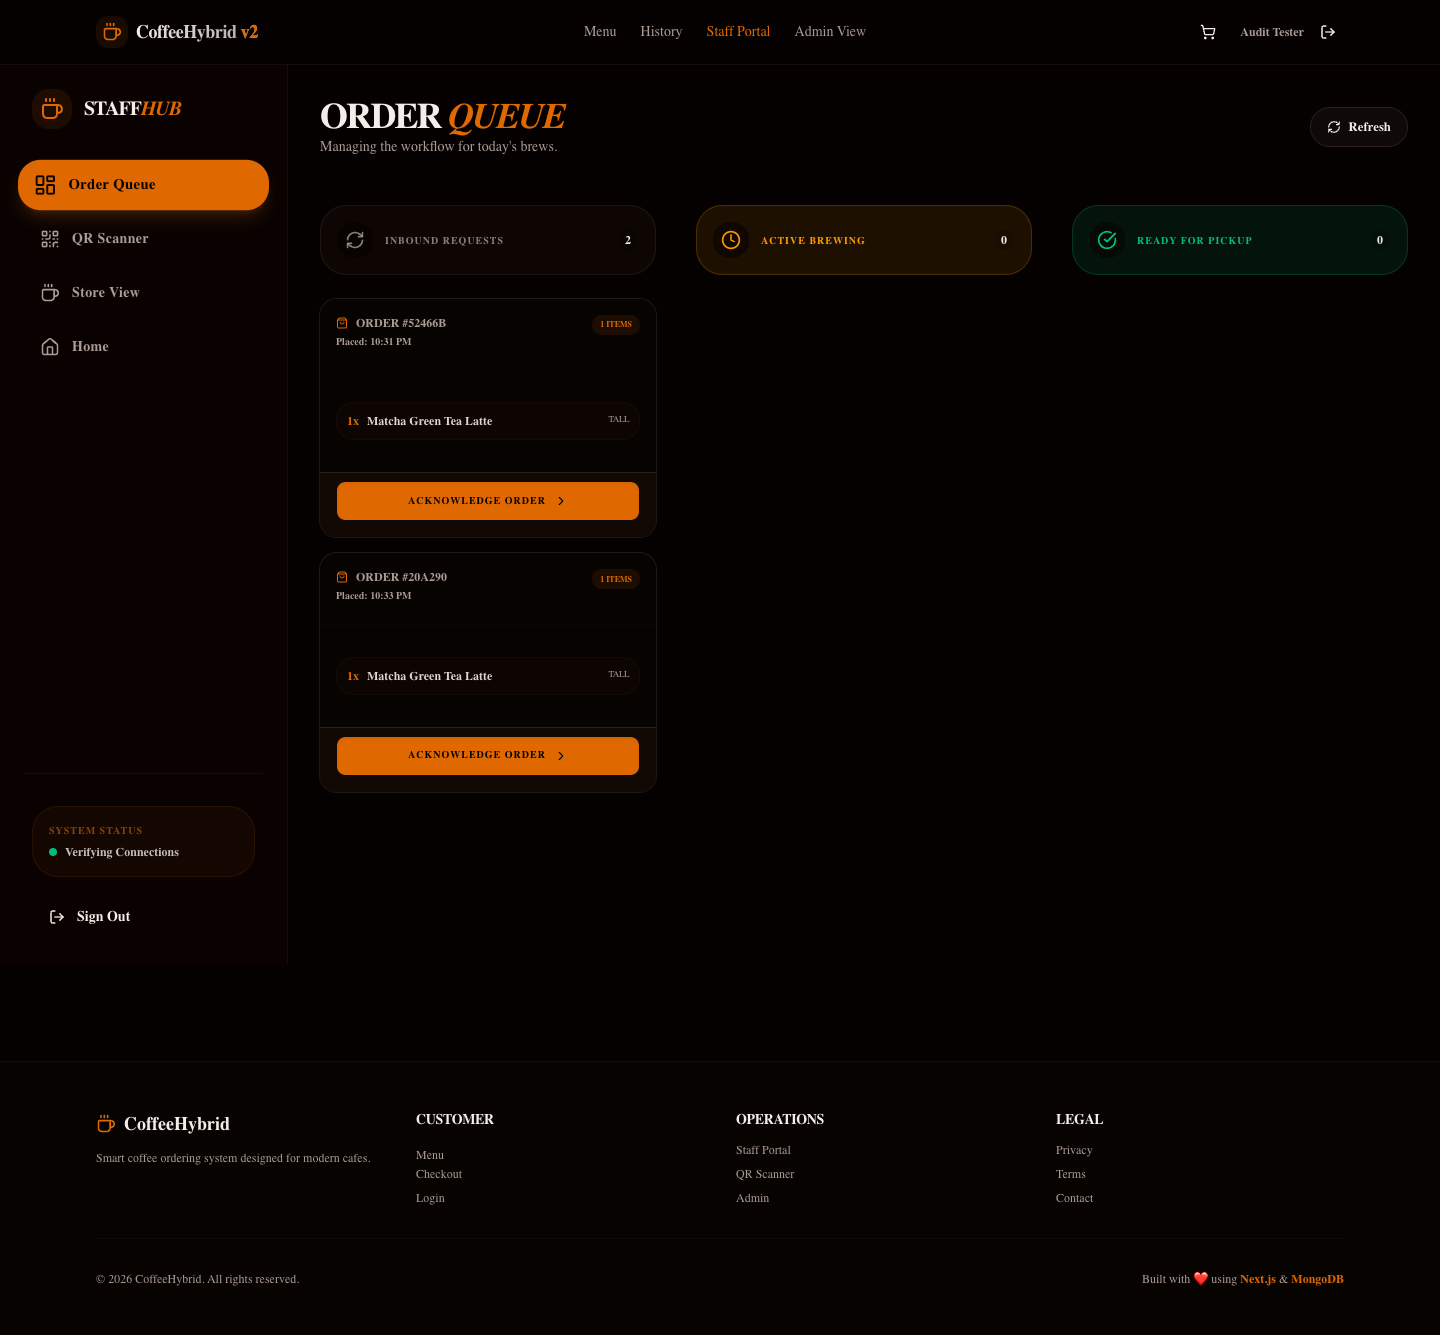 CoffeeHybrid v2
Menu
History
Staff Portal
Admin View
Audit Tester
STAFFHUB
Order Queue
QR Scanner
Store View
Home
SYSTEM STATUS
Verifying Connections
Sign Out
ORDER QUEUE
Managing the workflow for today's brews.
Refresh
INBOUND REQUESTS 2
ACTIVE BREWING 0
READY FOR PICKUP 0
ORDER #52466B
1 ITEMS
Placed: 10:31 PM
1x Matcha Green Tea Latte TALL
ACKNOWLEDGE ORDER
ORDER #20A290
1 ITEMS
Placed: 10:33 PM
1x Matcha Green Tea Latte TALL
ACKNOWLEDGE ORDER
CoffeeHybrid
Smart coffee ordering system designed for modern cafes.
CUSTOMER
Menu
Checkout
Login
OPERATIONS
Staff Portal
QR Scanner
Admin
LEGAL
Privacy
Terms
Contact
© 2026 CoffeeHybrid. All rights reserved.
Built with ❤️ using Next.js & MongoDB